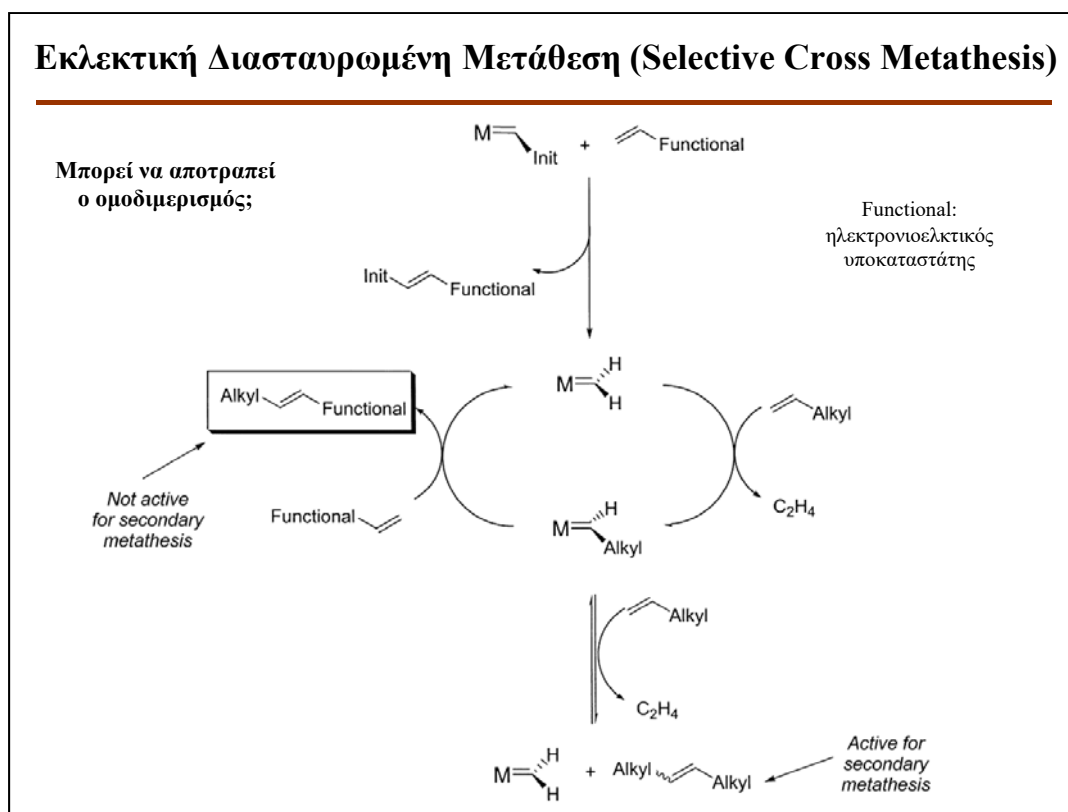 Εκλεκτική Διασταυρωμένη Μετάθεση (Selective Cross Metathesis)
M
Init
+
Functional
Μπορεί να αποτραπεί
ο ομοδιμερισμός;
Functional:
ηλεκτρονιοελκτικός
υποκαταστάτης
Init
Functional
M
H
H
Alkyl
Functional
Alkyl
Not active
for secondary
metathesis
Functional
C2H4
M
H
Alkyl
Alkyl
C2H4
M
H
H
+
Alkyl
Alkyl
Active for
secondary
metathesis